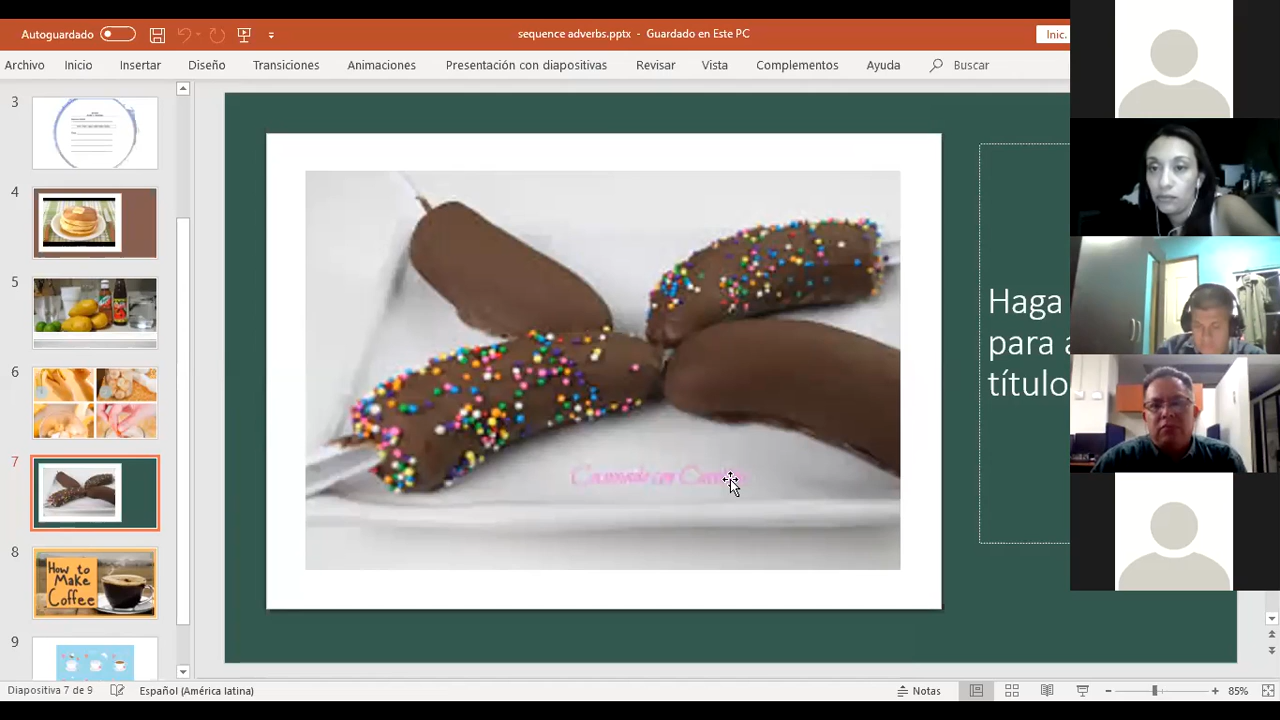 Autoguardado
sequence adverbs.pptx - Guardado en Este PC
Inic.
Archivo Inicio Insertar Diseño Transiciones Animaciones Presentación con diapositivas Revisar Vista Complementos Ayuda Buscar
3
4
5
6
7
8
How to
Make
Coffee
9
Haga
para
título
Diapositiva 7 de 9 Español (América latina) Notas 85%